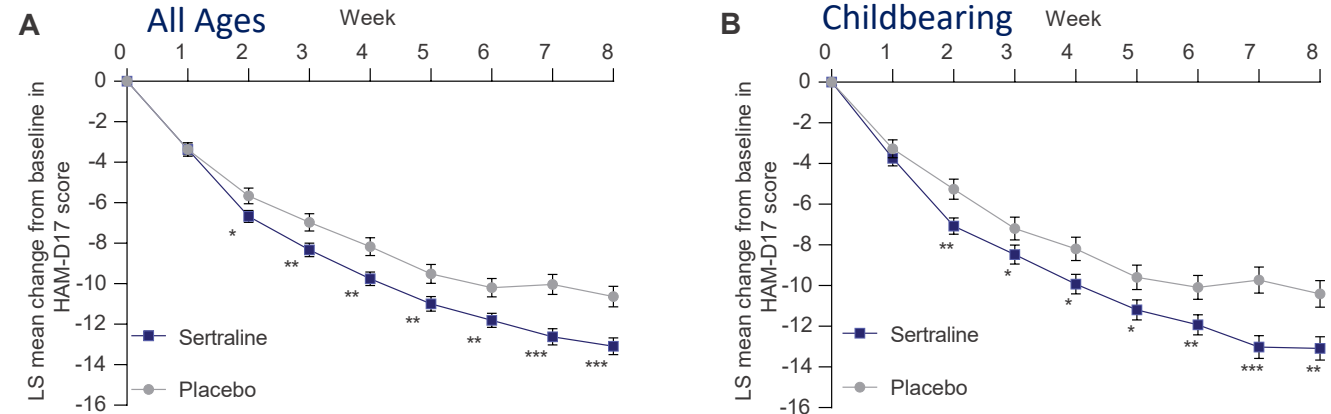 A
All Ages
Week
0 1 2 3 4 5 6 7 8
0
-2
-4
-6
-8
-10
-12
-14
-16
LS mean change from baseline in
HAM-D17 score
*
**
**
**
**
***
***
Sertraline
Placebo
B
Childbearing
Week
0 1 2 3 4 5 6 7 8
0
-2
-4
-6
-8
-10
-12
-14
-16
LS mean change from baseline in
HAM-D17 score
**
*
*
*
**
***
**
Sertraline
Placebo